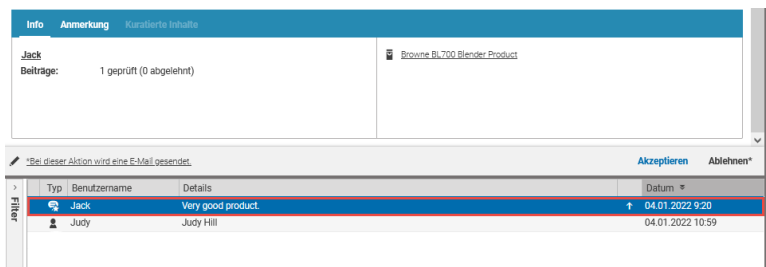 Info Anmerkung Kuratierte Inhalte
Jack Browne BL700 Blender Product
Beiträge: 1 geprüft (0 abgelehnt)
*Bei dieser Aktion wird eine E-Mail gesendet. Akzeptieren Ablehnen*
Filter
Typ Benutzername Details Datum
Jack Very good product. 04.01.2022 9:20
Judy Judy Hill 04.01.2022 10:59